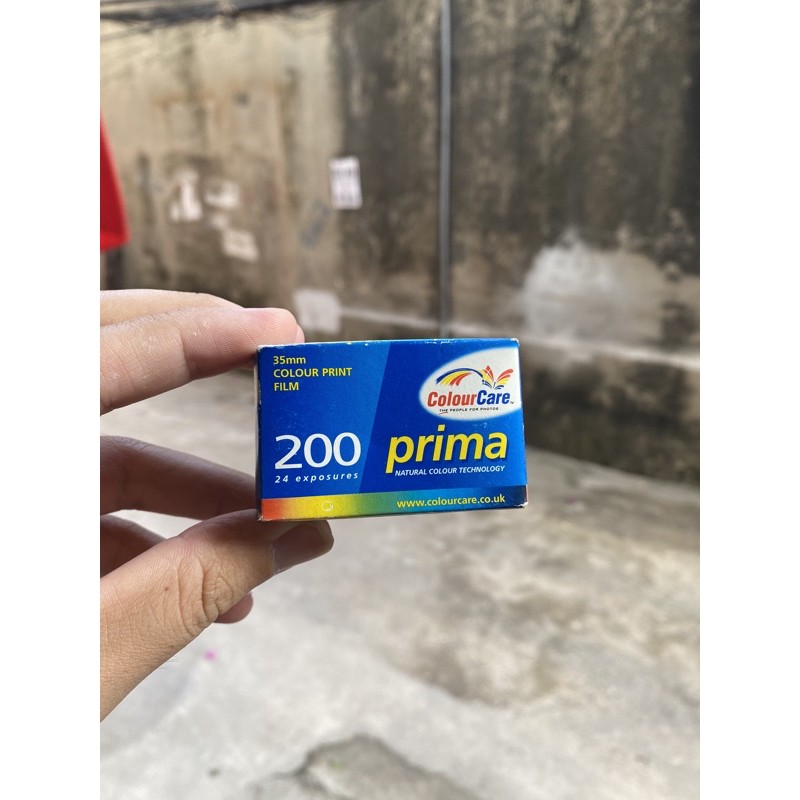 35mm
COLOUR PRINT
FILM
200
24 exposures
ColourCare™
THE PEOPLE FOR PHOTOS
prima
NATURAL COLOUR TECHNOLOGY
www.colourcare.co.uk